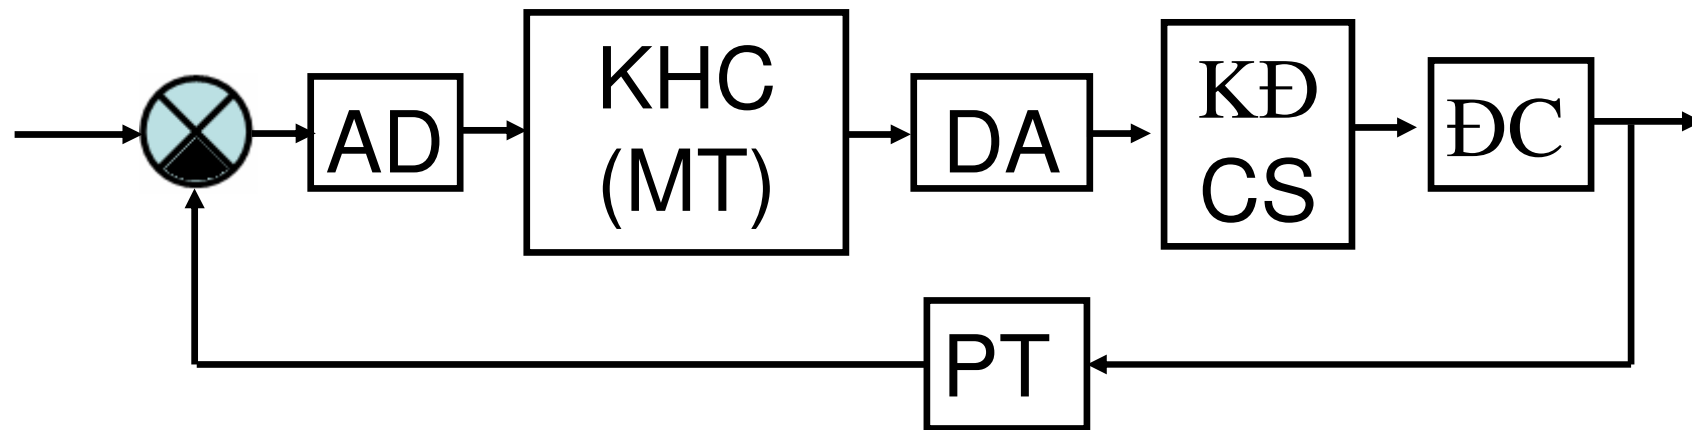 AD
KHC
(MT)
DA
KĐ
CS
ĐC
PT